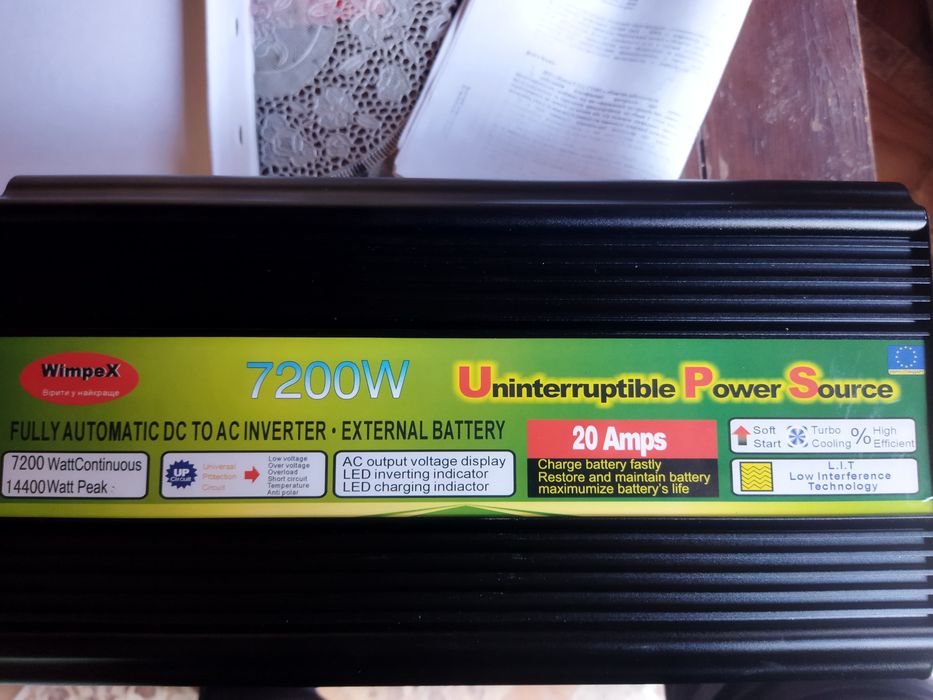 WimpeX
Вірити у найкраще
7200W
Uninterruptible Power Source
FULLY AUTOMATIC DC TO AC INVERTER · EXTERNAL BATTERY
7200 WattContinuous
14400 Watt Peak
UP
Circuit
Universal
Protection
Circuit
Low voltage
Over voltage
Overload
Short circuit
Temperature
Anti polar
AC output voltage display
LED inverting indicator
LED charging indiactor
20 Amps
Charge battery fastly
Restore and maintain battery
maximumize battery's life
Soft
Start
Turbo
Cooling
% High
Efficient
L.I.T
Low Interference
Technology